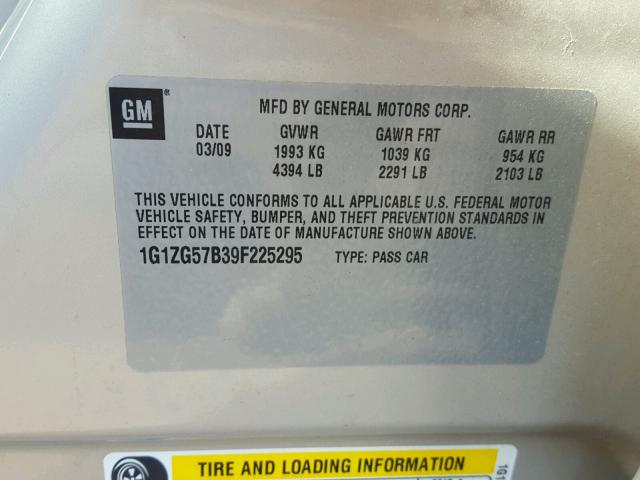 GM®
MFD BY GENERAL MOTORS CORP.
DATE GVWR GAWR FRT GAWR RR
03/09 1993 KG 1039 KG 954 KG
4394 LB 2291 LB 2103 LB
THIS VEHICLE CONFORMS TO ALL APPLICABLE U.S. FEDERAL MOTOR
VEHICLE SAFETY, BUMPER, AND THEFT PREVENTION STANDARDS IN
EFFECT ON THE DATE OF MANUFACTURE SHOWN ABOVE.
1G1ZG57B39F225295 TYPE: PASS CAR
TIRE AND LOADING INFORMATION